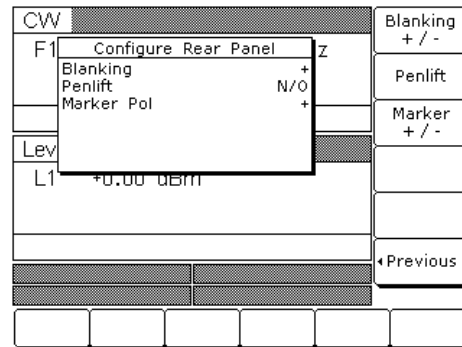 CW
F1
z
Configure Rear Panel
Blanking +
Penlift N/O
Marker Pol +
Lev
L1 +0.00 dBm
Blanking
+ / -
Penlift
Marker
+ / -
Previous